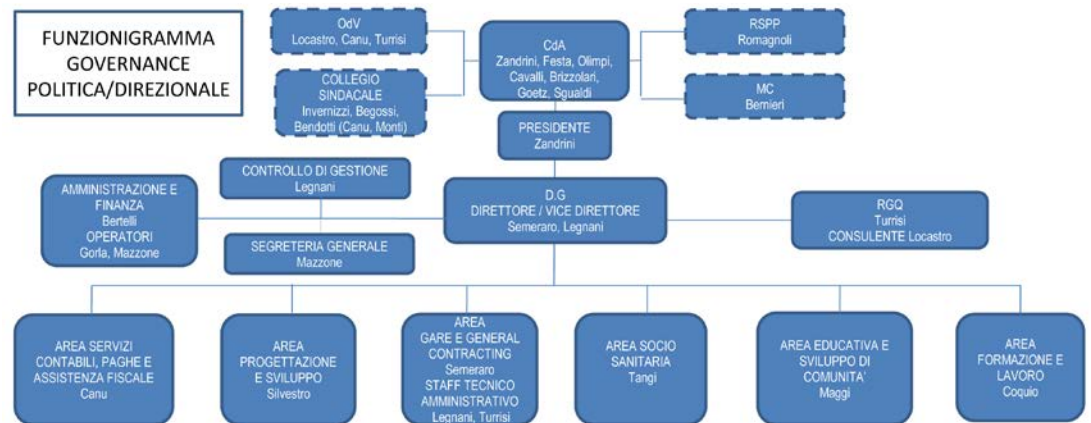 FUNZIONIGRAMMA
GOVERNANCE
POLITICA/DIREZIONALE
OdV
Locastro, Canu, Turrisi
COLLEGIO
SINDACALE
Invernizzi, Begossi,
Bendotti (Canu, Monti)
CdA
Zandrini, Festa, Olimpi,
Cavalli, Brizzolari,
Goetz, Sgualdi
RSPP
Romagnoli
MC
Bernieri
PRESIDENTE
Zandrini
CONTROLLO DI GESTIONE
Legnani
AMMINISTRAZIONE E
FINANZA
Bertelli
OPERATORI
Gorla, Mazzone
SEGRETERIA GENERALE
Mazzone
D.G
DIRETTORE / VICE DIRETTORE
Semeraro, Legnani
RGQ
Turrisi
CONSULENTE Locastro
AREA SERVIZI
CONTABILI, PAGHE E
ASSISTENZA FISCALE
Canu
AREA
PROGETTAZIONE
E SVILUPPO
Silvestro
AREA
GARE E GENERAL
CONTRACTING
Semeraro
STAFF TECNICO
AMMINISTRATIVO
Legnani, Turrisi
AREA SOCIO
SANITARIA
Tangi
AREA EDUCATIVA E
SVILUPPO DI
COMUNITA'
Maggi
AREA
FORMAZIONE E
LAVORO
Coquio